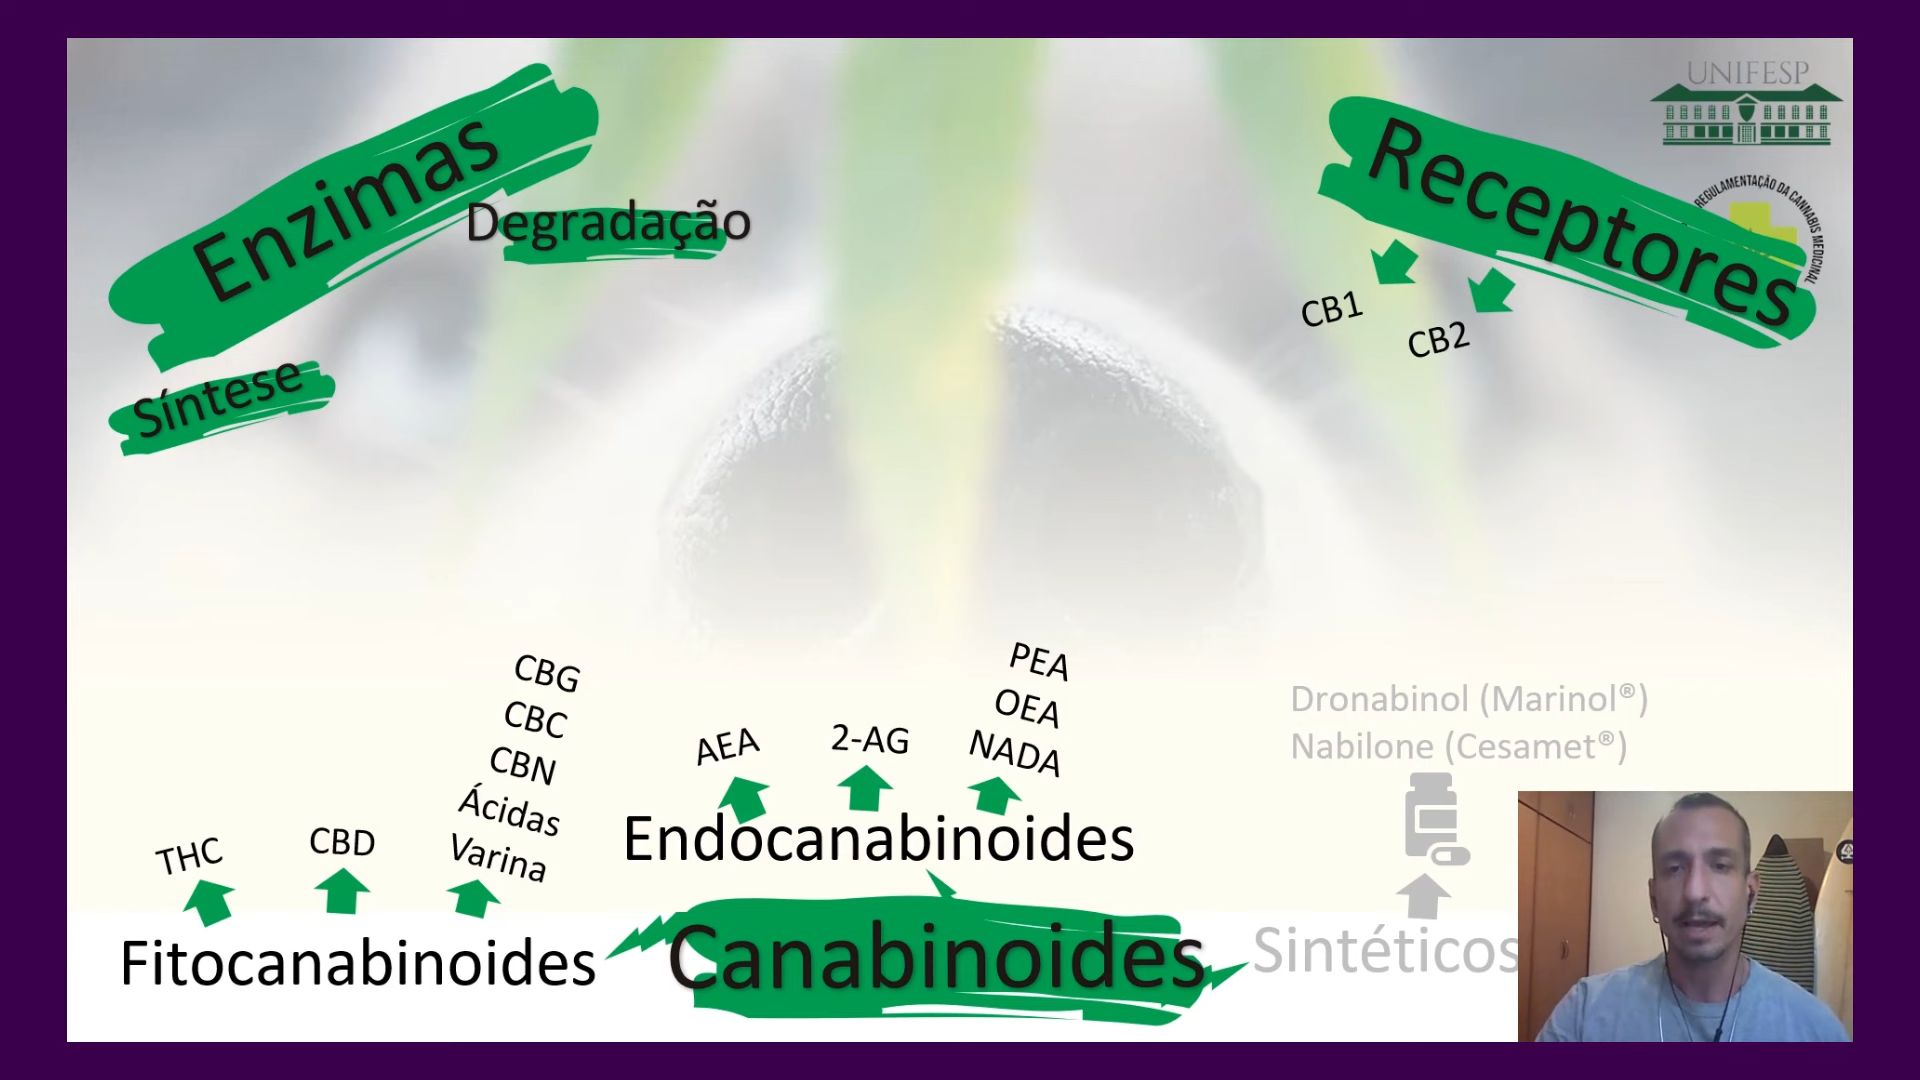 UNIFESP
REGULAMENTAÇÃO DA CANNABIS MEDICINAL
Enzimas
Degradação
Síntese
Receptores
CB1
CB2
CBG
CBC
CBN
Ácidas
Varina
THC
CBD
Fitocanabinoides
PEA
OEA
NADA
AEA
2-AG
Endocanabinoides
Canabinoides
Dronabinol (Marinol®)
Nabilone (Cesamet®)
Sintéticos